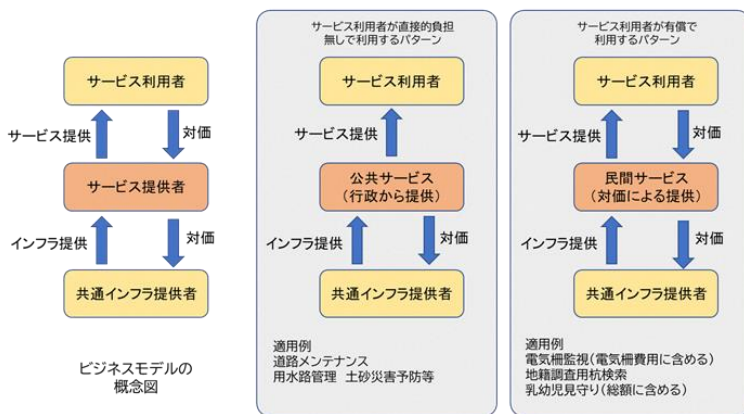 サービス利用者
サービス提供
対価
サービス提供者
インフラ提供
対価
共通インフラ提供者
ビジネスモデルの
概念図
サービス利用者が直接的負担
無しで利用するパターン
サービス利用者
サービス提供
公共サービス
(行政から提供)
インフラ提供
対価
共通インフラ提供者
適用例
道路メンテナンス
用水路管理 土砂災害予防等
サービス利用者が有償で
利用するパターン
サービス利用者
サービス提供
対価
民間サービス
(対価による提供)
インフラ提供
対価
共通インフラ提供者
適用例
電気柵監視(電気柵費用に含める)
地籍調査用杭検索
乳幼児見守り(総額に含める)